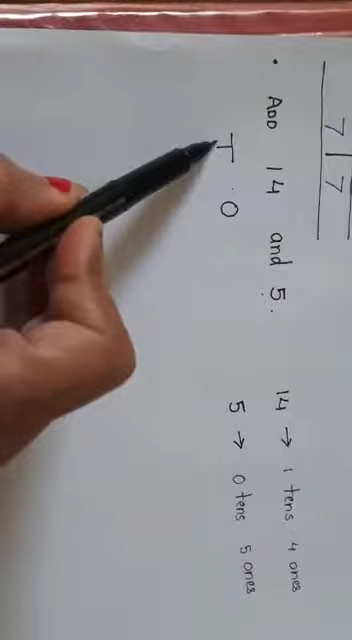 7 7
• ADD 14 and 5.
T O
14 → 1 tens 4 ones
5 → 0 tens 5 ones